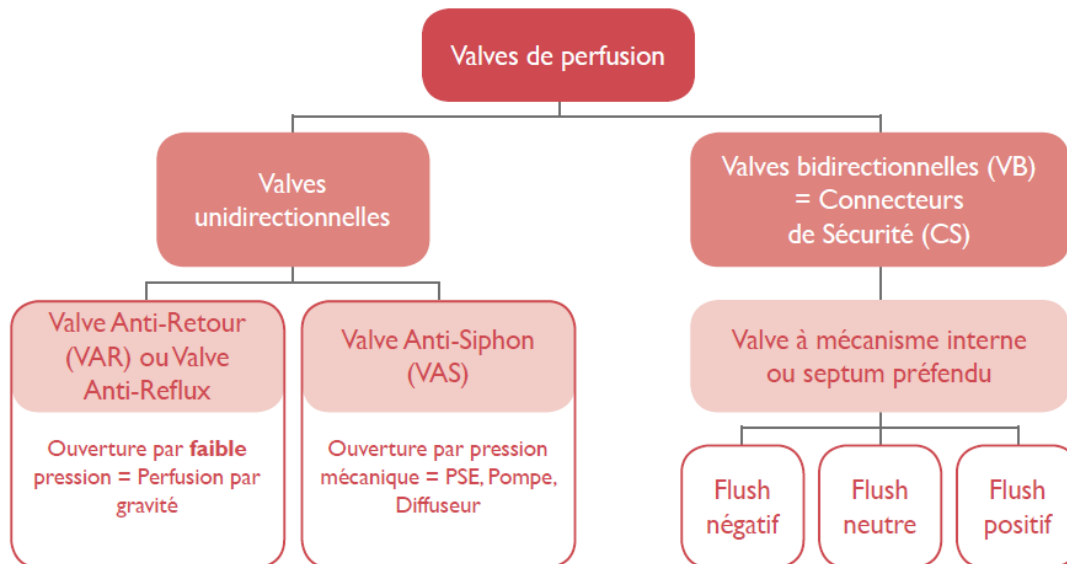 Valves de perfusion
Valves
unidirectionnelles
Valves bidirectionnelles (VB)
= Connecteurs
de Sécurité (CS)
Valve Anti-Retour
(VAR) ou Valve
Anti-Reflux
Ouverture par faible
pression = Perfusion par
gravité
Valve Anti-Siphon
(VAS)
Ouverture par pression
mécanique = PSE, Pompe,
Diffuseur
Valve à mécanisme interne
ou septum préfendu
Flush
négatif
Flush
neutre
Flush
positif